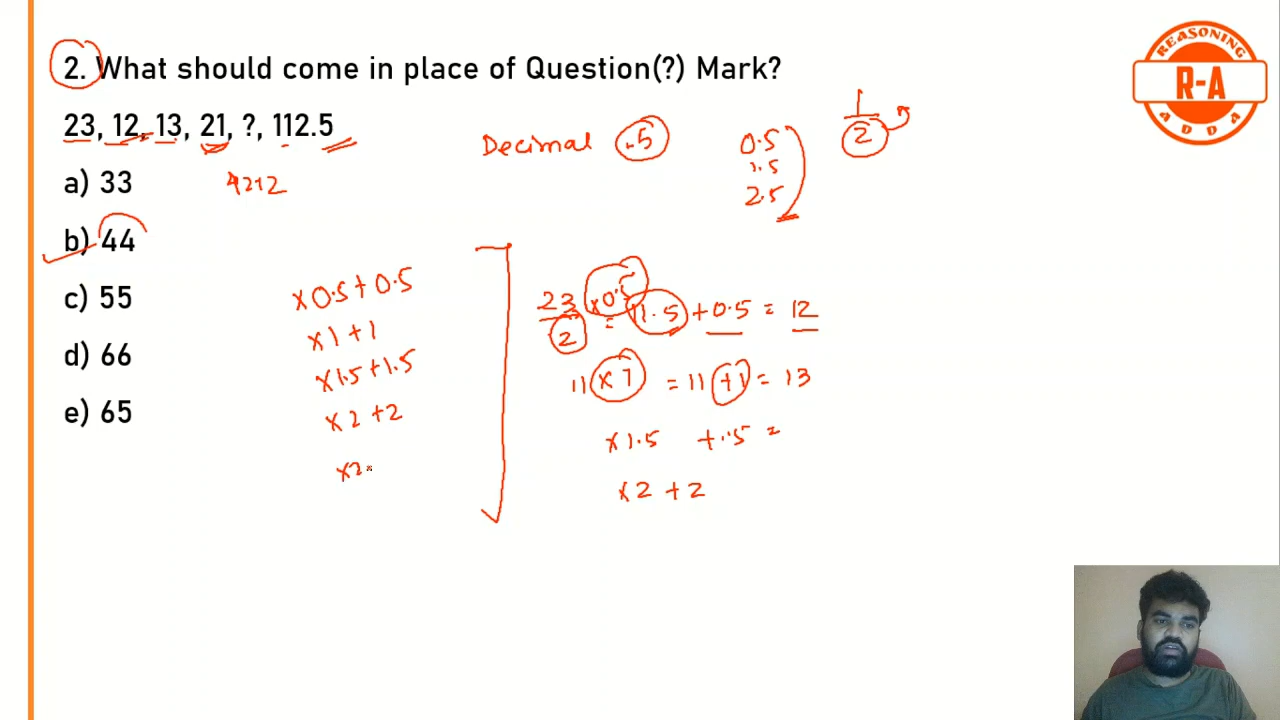 2. What should come in place of Question(?) Mark?
23, 12, 13, 21, ?, 112.5
a) 33
b) 44
c) 55
d) 66
e) 65
42+2
Decimal .5
0.5
1.5
2.5
1
2
REASONING
R-A
ADDA
×0.5+0.5
×1+1
×1.5+1.5
×2+2
×2.
23 ×0.5 = 11.5 +0.5 = 12
2
11 ×1 = 11 +1 = 13
×1.5 +1.5 =
×2 +2